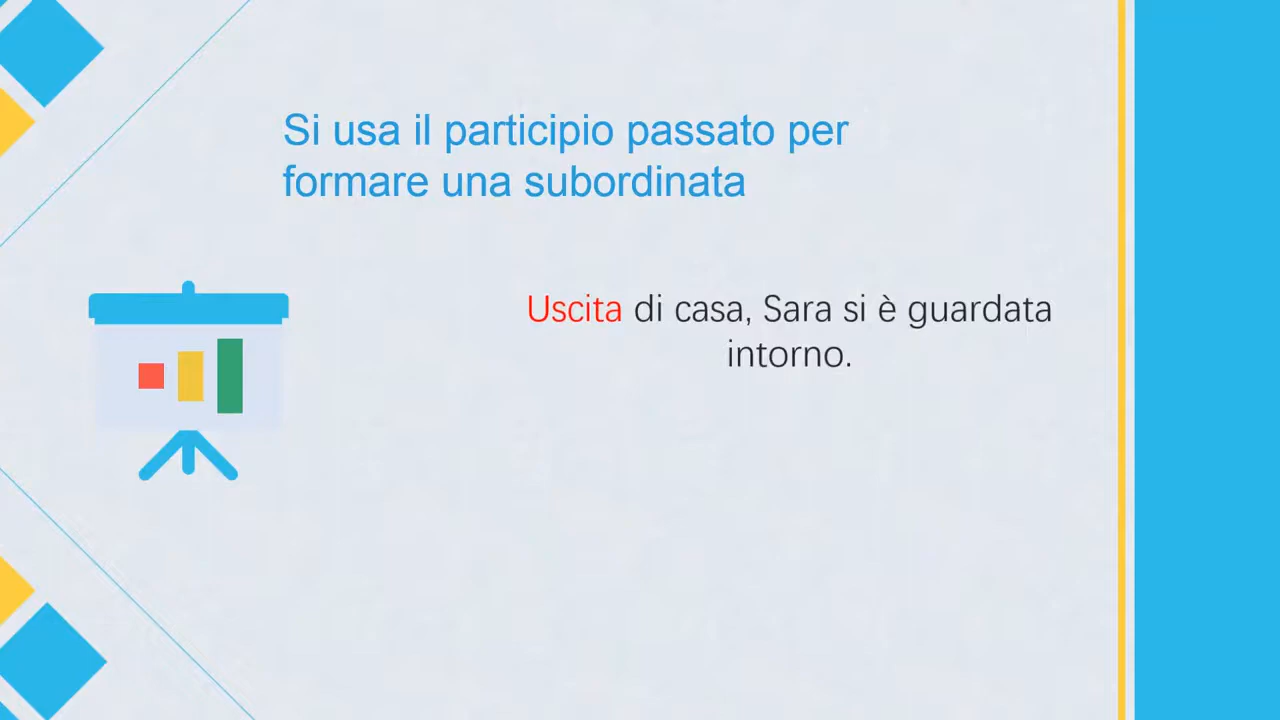 Si usa il participio passato per
formare una subordinata
Uscita di casa, Sara si è guardata
intorno.